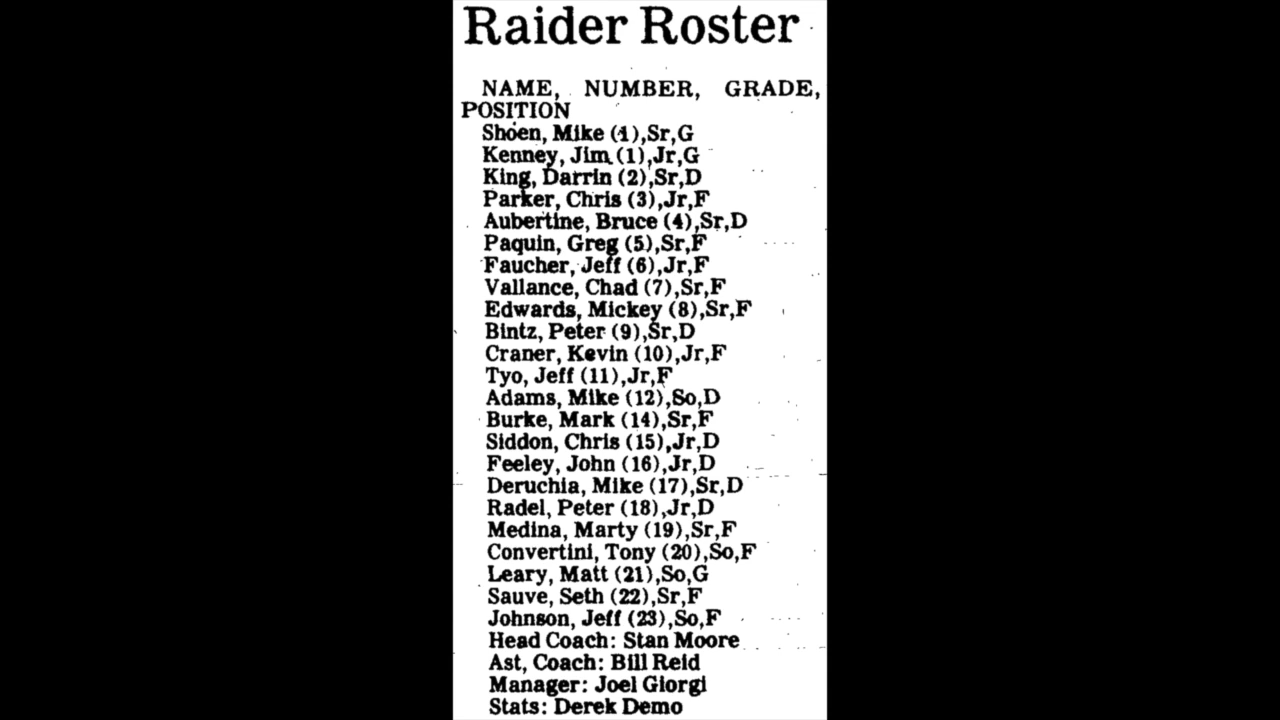 Raider Roster
NAME, NUMBER, GRADE,
POSITION
Shoen, Mike (1),Sr,G
Kenney, Jim (1),Jr,G
King, Darrin (2),Sr,D
Parker, Chris (3),Jr,F
Aubertine, Bruce (4),Sr,D
Paquin, Greg (5),Sr,F
Faucher, Jeff (6),Jr,F
Vallance, Chad (7),Sr,F
Edwards, Mickey (8),Sr,F
Bintz, Peter (9),Sr,D
Craner, Kevin (10),Jr,F
Tyo, Jeff (11),Jr,F
Adams, Mike (12),So,D
Burke, Mark (14),Sr,F
Siddon, Chris (15),Jr,D
Feeley, John (16),Jr,D
Deruchia, Mike (17),Sr,D
Radel, Peter (18),Jr,D
Medina, Marty (19),Sr,F
Convertini, Tony (20),So,F
Leary, Matt (21),So,G
Sauve, Seth (22),Sr,F
Johnson, Jeff (23),So,F
Head Coach: Stan Moore
Ast, Coach: Bill Reid
Manager: Joel Giorgi
Stats: Derek Demo